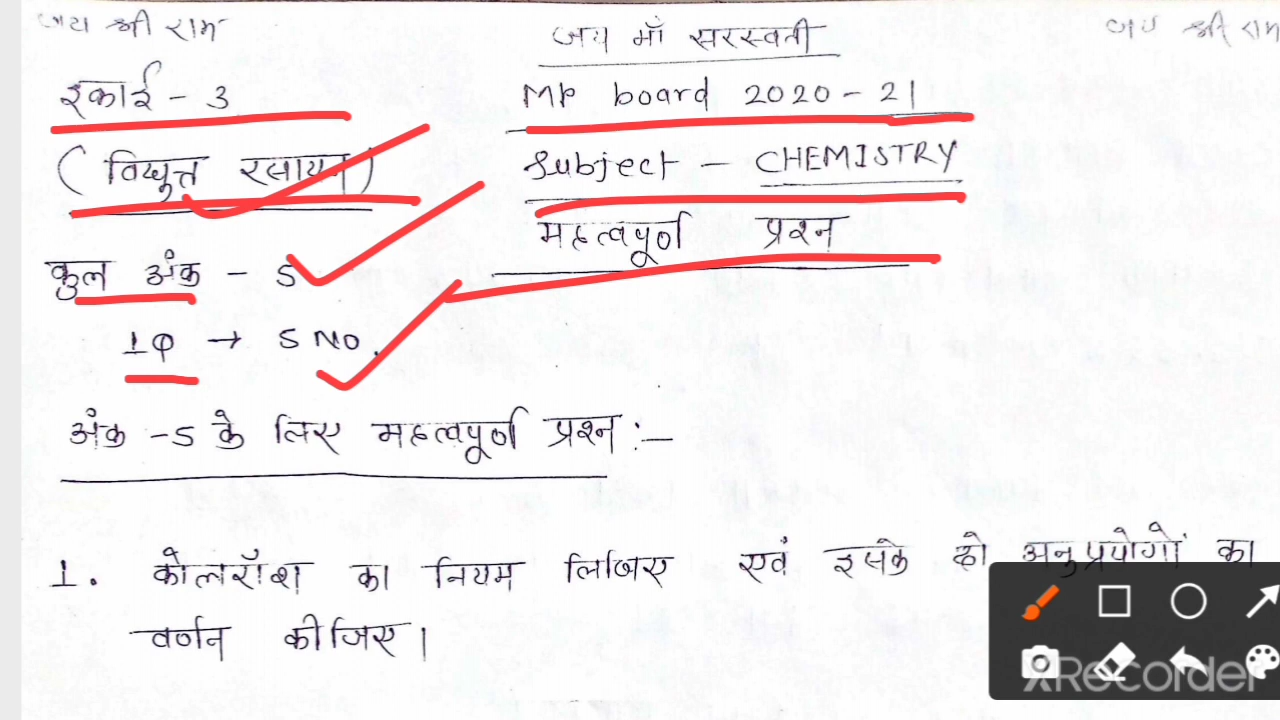 जय श्री राम
जय माँ सरस्वती
जय श्री राम
इकाई - 3
MP board 2020-21
(विद्युत रसायन)
Subject - CHEMISTRY
महत्वपूर्ण प्रश्न
कुल अंक - 5
1Q → 5 NO.
अंक -5 के लिए महत्वपूर्ण प्रश्न :-
1. कोलरॉश का नियम लिखिए एवं इसके दो अनुप्रयोगों का
वर्णन कीजिए।
XRecorder